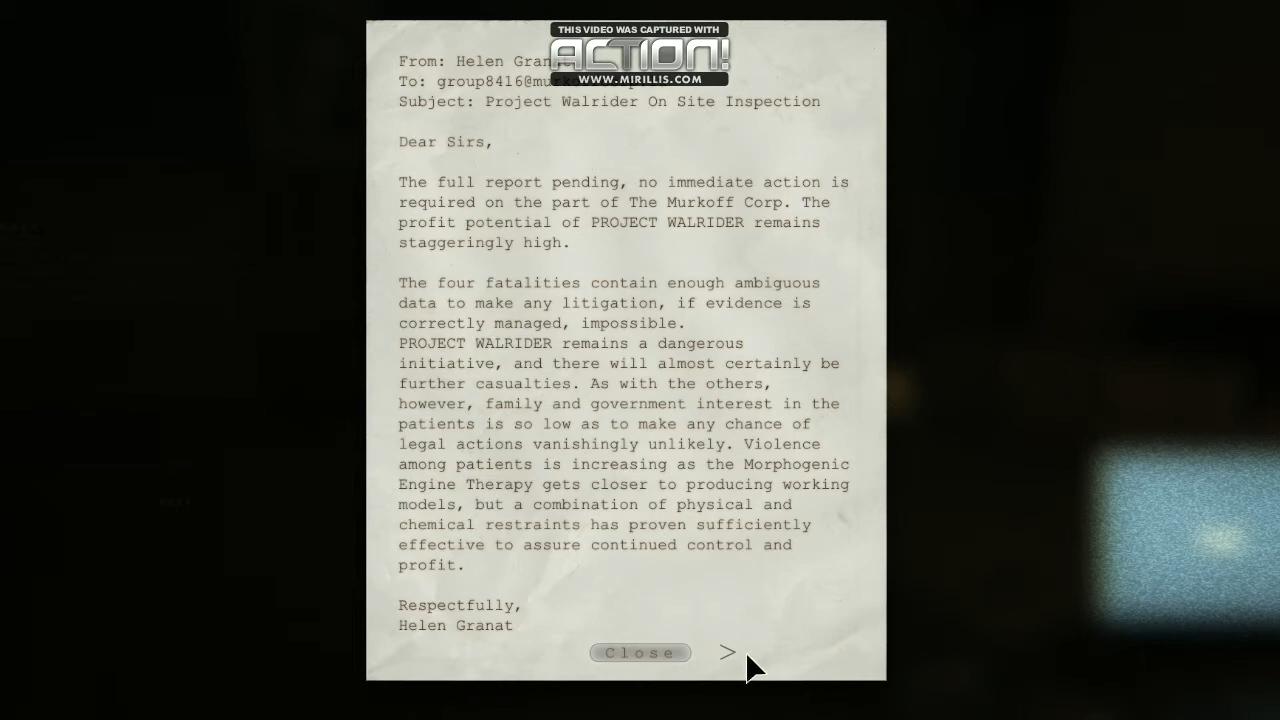 THIS VIDEO WAS CAPTURED WITH
ACTION!
WWW.MIRILLIS.COM
From: Helen Gran
To: group8416@mu
Subject: Project Walrider On Site Inspection
Dear Sirs,
The full report pending, no immediate action is
required on the part of The Murkoff Corp. The
profit potential of PROJECT WALRIDER remains
staggeringly high.
The four fatalities contain enough ambiguous
data to make any litigation, if evidence is
correctly managed, impossible.
PROJECT WALRIDER remains a dangerous
initiative, and there will almost certainly be
further casualties. As with the others,
however, family and government interest in the
patients is so low as to make any chance of
legal actions vanishingly unlikely. Violence
among patients is increasing as the Morphogenic
Engine Therapy gets closer to producing working
models, but a combination of physical and
chemical restraints has proven sufficiently
effective to assure continued control and
profit.
Respectfully,
Helen Granat
Close >